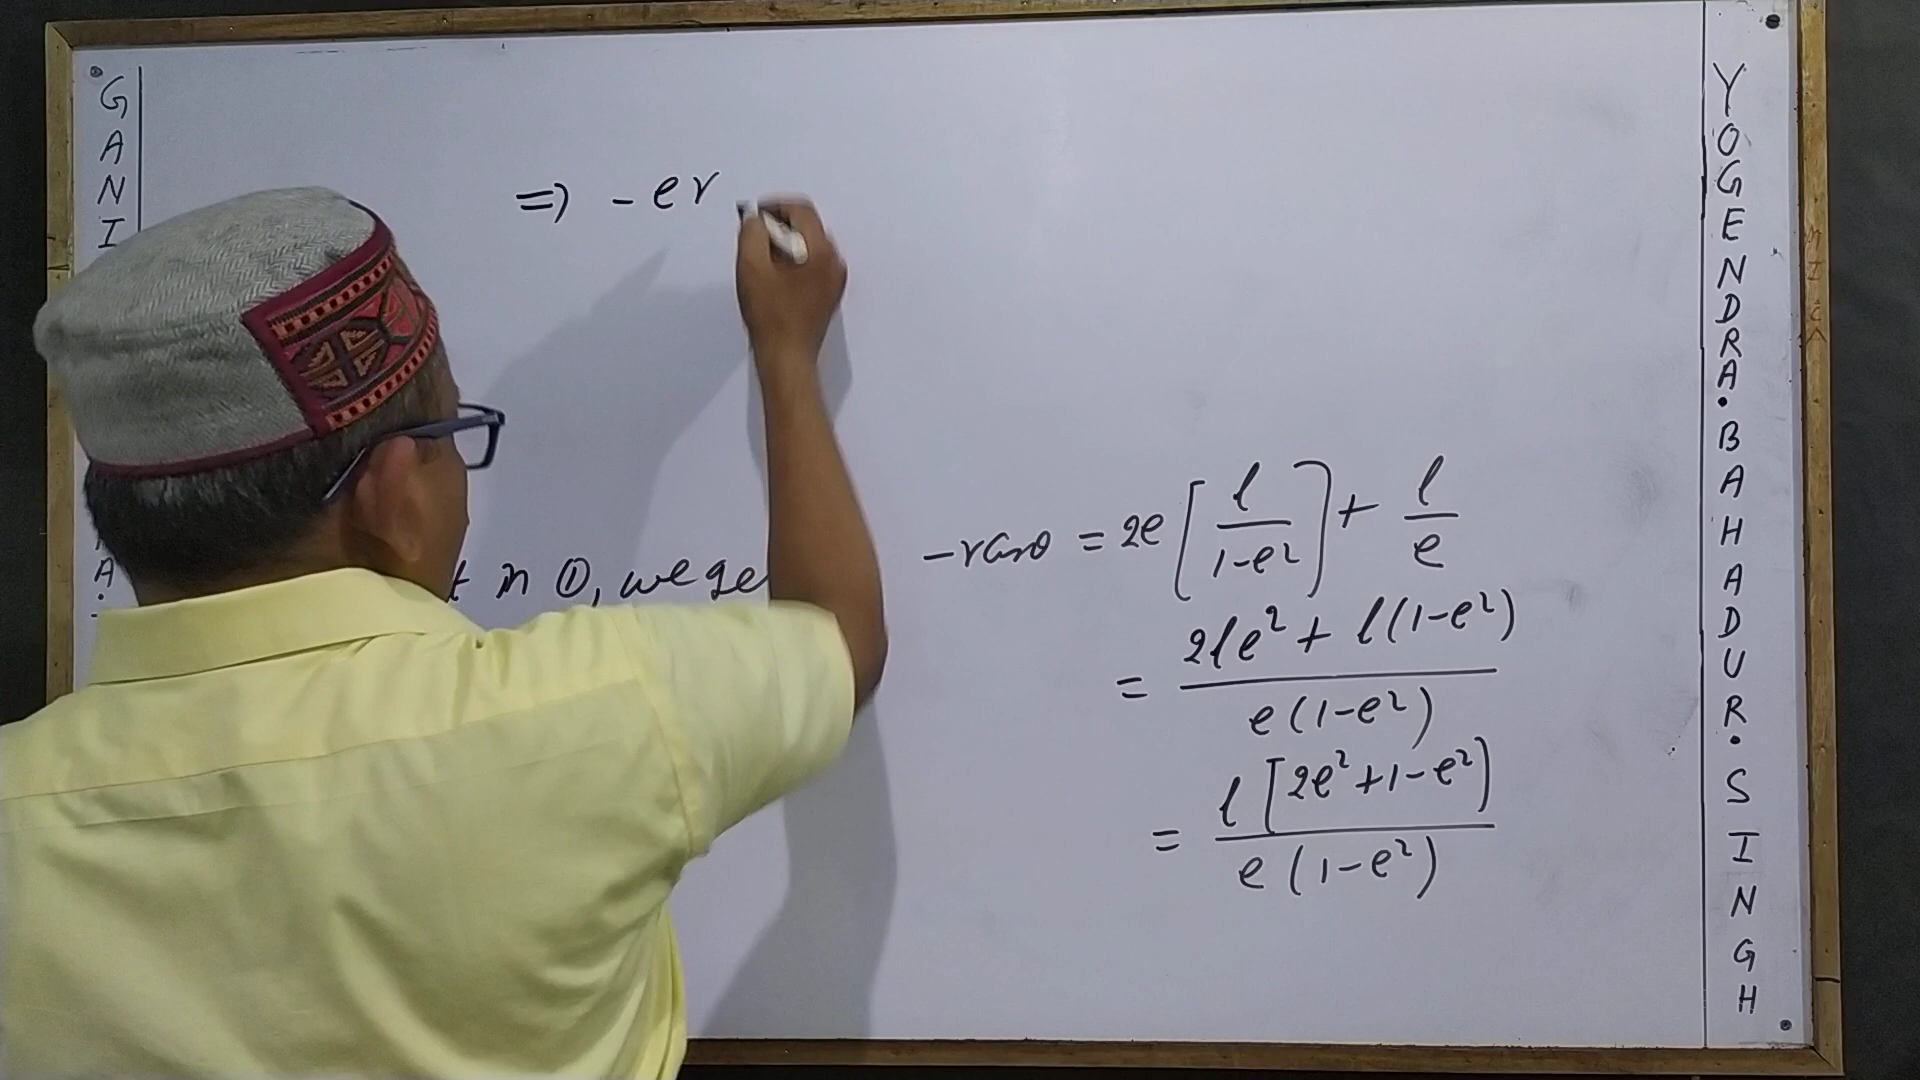 GANI
A.
⇒ - er
t in ①, we ge
-rcosθ = 2e [l/(1-e²)] + l/e
= (2le² + l(1-e²)) / (e(1-e²))
= (l[2e²+1-e²]) / (e(1-e²))
YOGENDRA.BAHADUR.SINGH